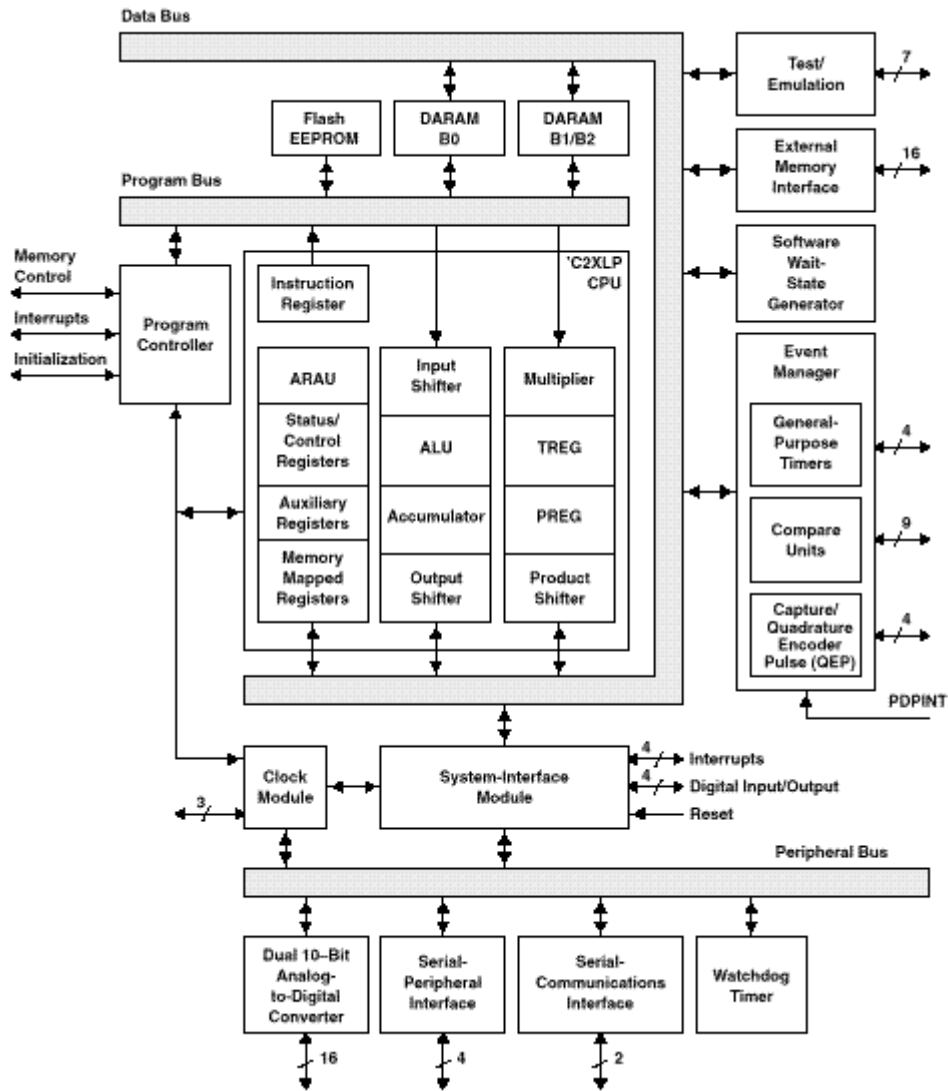 Data Bus
Test/
Emulation
7
Flash
EEPROM
DARAM
B0
DARAM
B1/B2
External
Memory
Interface
16
Program Bus
Software
Wait-
State
Generator
Memory
Control
Interrupts
Initialization
Program
Controller
'C2XLP
CPU
Instruction
Register
ARAU
Status/
Control
Registers
Auxiliary
Registers
Memory
Mapped
Registers
Input
Shifter
ALU
Accumulator
Output
Shifter
Multiplier
TREG
PREG
Product
Shifter
Event
Manager
General-
Purpose
Timers
4
Compare
Units
9
Capture/
Quadrature
Encoder
Pulse (QEP)
4
PDPINT
Clock
Module
3
System-Interface
Module
4
Interrupts
4
Digital Input/Output
Reset
Peripheral Bus
Dual 10–Bit
Analog-
to-Digital
Converter
16
Serial-
Peripheral
Interface
4
Serial-
Communications
Interface
2
Watchdog
Timer